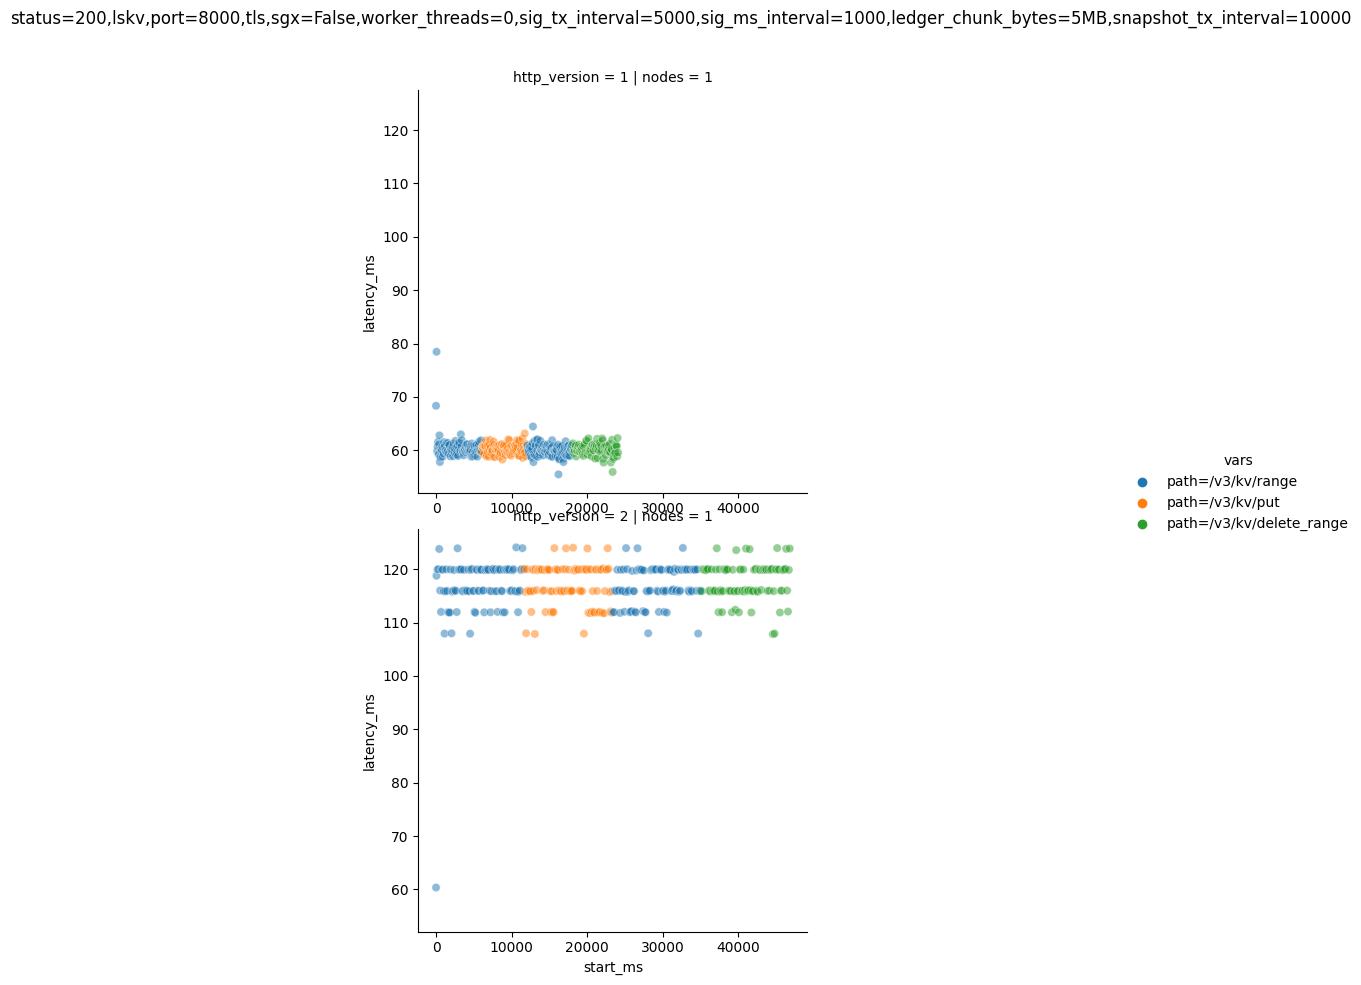 status=200,lskv,port=8000,tls,sgx=False,worker_threads=0,sig_tx_interval=5000,sig_ms_interval=1000,ledger_chunk_bytes=5MB,snapshot_tx_interval=10000
http_version = 1 | nodes = 1
120
110
100
90
80
70
60
latency_ms
0 10000 20000 30000 40000
http_version = 2 | nodes = 1
120
110
100
90
80
70
60
latency_ms
0 10000 20000 30000 40000
start_ms
vars
path=/v3/kv/range
path=/v3/kv/put
path=/v3/kv/delete_range